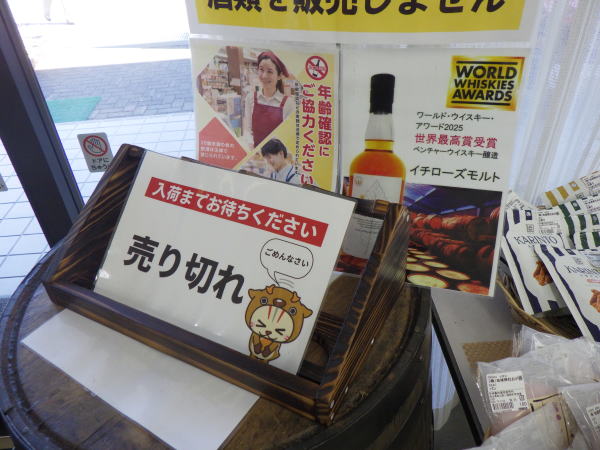 酒類を販売しません
年齢確認に
ご協力ください
WORLD
WHISKIES
AWARDS
ワールド・ウイスキー・
アワード2025
世界最高賞受賞
ベンチャーウイスキー醸造
イチローズモルト
入荷までお待ちください
売り切れ
ごめんなさい
KARINTO
KARINTO